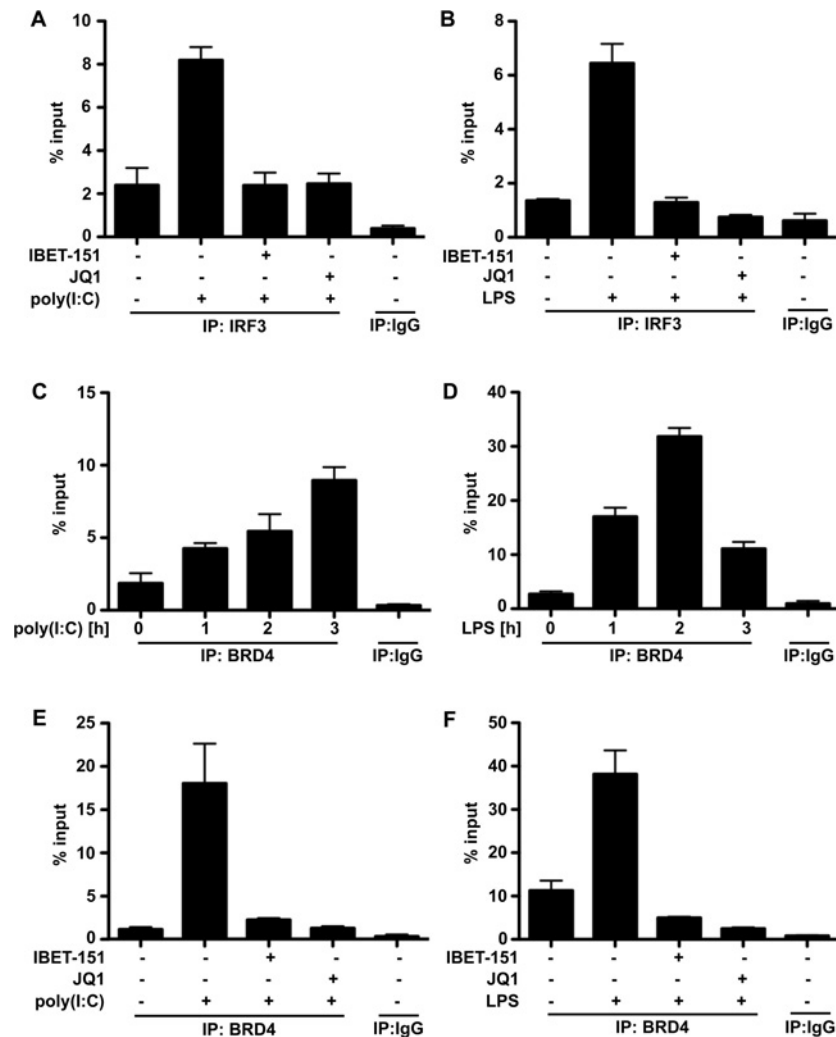 A
% input
10
8
6
4
2
0
IBET-151 - - + - -
JQ1 - - - + -
poly(I:C) - + + + -
IP: IRF3 IP:IgG
B
% input
8
6
4
2
0
IBET-151 - - + - -
JQ1 - - - + -
LPS - + + + -
IP: IRF3 IP:IgG
C
% input
15
10
5
0
poly(I:C) [h] 0 1 2 3 -
IP: BRD4 IP:IgG
D
% input
40
30
20
10
0
LPS [h] 0 1 2 3 -
IP: BRD4 IP:IgG
E
% input
25
20
15
10
5
0
IBET-151 - - + - -
JQ1 - - - + -
poly(I:C) - + + + -
IP: BRD4 IP:IgG
F
% input
50
40
30
20
10
0
IBET-151 - - + - -
JQ1 - - - + -
LPS - + + + -
IP: BRD4 IP:IgG